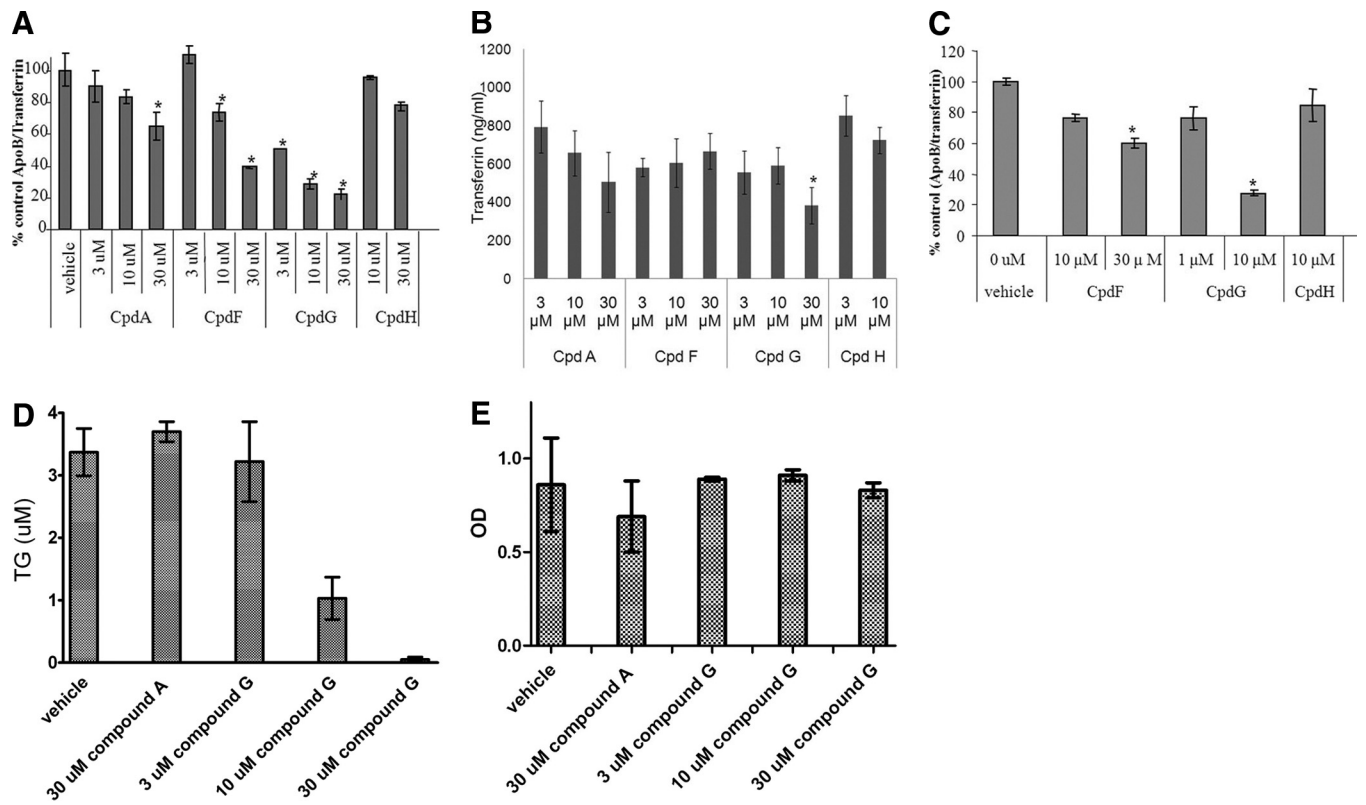 A
% control ApoB/Transferrin
100
80
60
40
20
0
vehicle
3 uM
10 uM
30 uM
3 uM
10 uM
30 uM
3 uM
10 uM
30 uM
10 uM
30 uM
CpdA
CpdF
CpdG
CpdH
* * * * * *
B
Transferrin (ng/ml)
1200
1000
800
600
400
200
0
*
3 10 30 3 10 30 3 10 30 3 10
µM µM µM µM µM µM µM µM µM µM µM
Cpd A Cpd F Cpd G Cpd H
C
% control (ApoB/transferrin)
120
100
80
60
40
20
0
* *
0 uM 10 µM 30 µ M 1 µM 10 µM 10 µM
vehicle CpdF CpdG CpdH
D
TG (uM)
4
3
2
1
0
vehicle
30 uM compound A
3 uM compound G
10 uM compound G
30 uM compound G
E
OD
1.0
0.5
0.0
vehicle
30 uM compound A
3 uM compound G
10 uM compound G
30 uM compound G